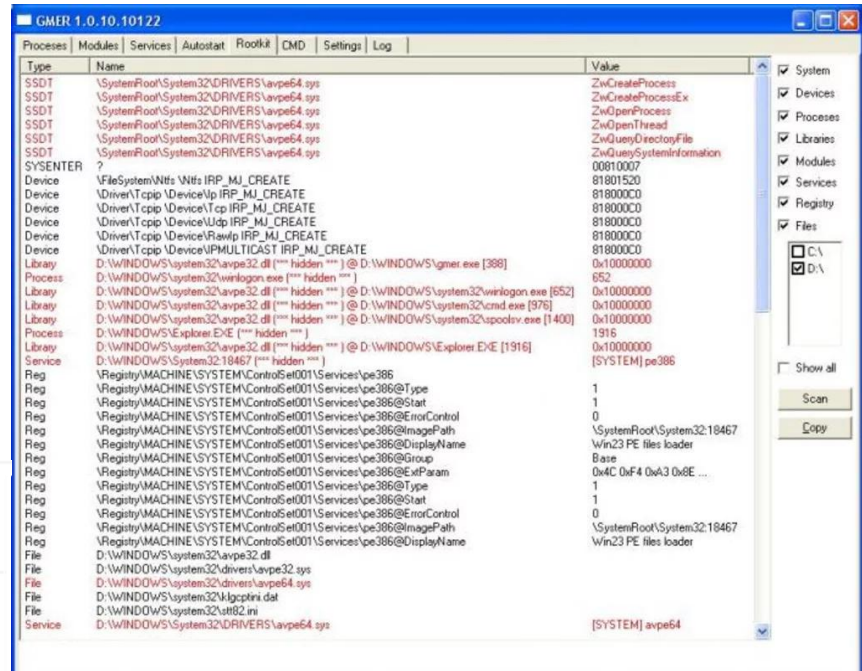 GMER 1.0.10.10122
Proceses Modules Services Autostart Rootkit CMD Settings Log
Type Name Value
SSDT \SystemRoot\System32\DRIVERS\avpe64.sys ZwCreateProcess
SSDT \SystemRoot\System32\DRIVERS\avpe64.sys ZwCreateProcessEx
SSDT \SystemRoot\System32\DRIVERS\avpe64.sys ZwOpenProcess
SSDT \SystemRoot\System32\DRIVERS\avpe64.sys ZwOpenThread
SSDT \SystemRoot\System32\DRIVERS\avpe64.sys ZwQueryDirectoryFile
SSDT \SystemRoot\System32\DRIVERS\avpe64.sys ZwQuerySystemInformation
SYSENTER ? 00810007
Device \FileSystem\Ntfs \Ntfs IRP_MJ_CREATE 81801520
Device \Driver\Tcpip \Device\Ip IRP_MJ_CREATE 818000C0
Device \Driver\Tcpip \Device\Tcp IRP_MJ_CREATE 818000C0
Device \Driver\Tcpip \Device\Udp IRP_MJ_CREATE 818000C0
Device \Driver\Tcpip \Device\RawIp IRP_MJ_CREATE 818000C0
Device \Driver\Tcpip \Device\IPMULTICAST IRP_MJ_CREATE 818000C0
Library D:\WINDOWS\system32\avpe32.dll (*** hidden *** ) @ D:\WINDOWS\gmer.exe [388] 0x10000000
Process D:\WINDOWS\system32\winlogon.exe (*** hidden *** ) 652
Library D:\WINDOWS\system32\avpe32.dll (*** hidden *** ) @ D:\WINDOWS\system32\winlogon.exe [652] 0x10000000
Library D:\WINDOWS\system32\avpe32.dll (*** hidden *** ) @ D:\WINDOWS\system32\cmd.exe [976] 0x10000000
Library D:\WINDOWS\system32\avpe32.dll (*** hidden *** ) @ D:\WINDOWS\system32\spoolsv.exe [1400] 0x10000000
Process D:\WINDOWS\Explorer.EXE (*** hidden *** ) 1916
Library D:\WINDOWS\system32\avpe32.dll (*** hidden *** ) @ D:\WINDOWS\Explorer.EXE [1916] 0x10000000
Service D:\WINDOWS\System32:18467 (*** hidden *** ) [SYSTEM] pe386
Reg \Registry\MACHINE\SYSTEM\ControlSet001\Services\pe386
Reg \Registry\MACHINE\SYSTEM\ControlSet001\Services\pe386@Type 1
Reg \Registry\MACHINE\SYSTEM\ControlSet001\Services\pe386@Start 1
Reg \Registry\MACHINE\SYSTEM\ControlSet001\Services\pe386@ErrorControl 0
Reg \Registry\MACHINE\SYSTEM\ControlSet001\Services\pe386@ImagePath \SystemRoot\System32:18467
Reg \Registry\MACHINE\SYSTEM\ControlSet001\Services\pe386@DisplayName Win23 PE files loader
Reg \Registry\MACHINE\SYSTEM\ControlSet001\Services\pe386@Group Base
Reg \Registry\MACHINE\SYSTEM\ControlSet001\Services\pe386@ExtParam 0x4C 0xF4 0xA3 0x8E ...
Reg \Registry\MACHINE\SYSTEM\ControlSet001\Services\pe386@Type 1
Reg \Registry\MACHINE\SYSTEM\ControlSet001\Services\pe386@Start 1
Reg \Registry\MACHINE\SYSTEM\ControlSet001\Services\pe386@ErrorControl 0
Reg \Registry\MACHINE\SYSTEM\ControlSet001\Services\pe386@ImagePath \SystemRoot\System32:18467
Reg \Registry\MACHINE\SYSTEM\ControlSet001\Services\pe386@DisplayName Win23 PE files loader
File D:\WINDOWS\system32\avpe32.dll
File D:\WINDOWS\system32\drivers\avpe32.sys
File D:\WINDOWS\system32\drivers\avpe64.sys
File D:\WINDOWS\system32\klgcptini.dat
File D:\WINDOWS\system32\stt82.ini
Service D:\WINDOWS\System32\DRIVERS\avpe64.sys [SYSTEM] avpe64
System
Devices
Proceses
Libraries
Modules
Services
Registry
Files
C:\
D:\
Show all
Scan
Copy